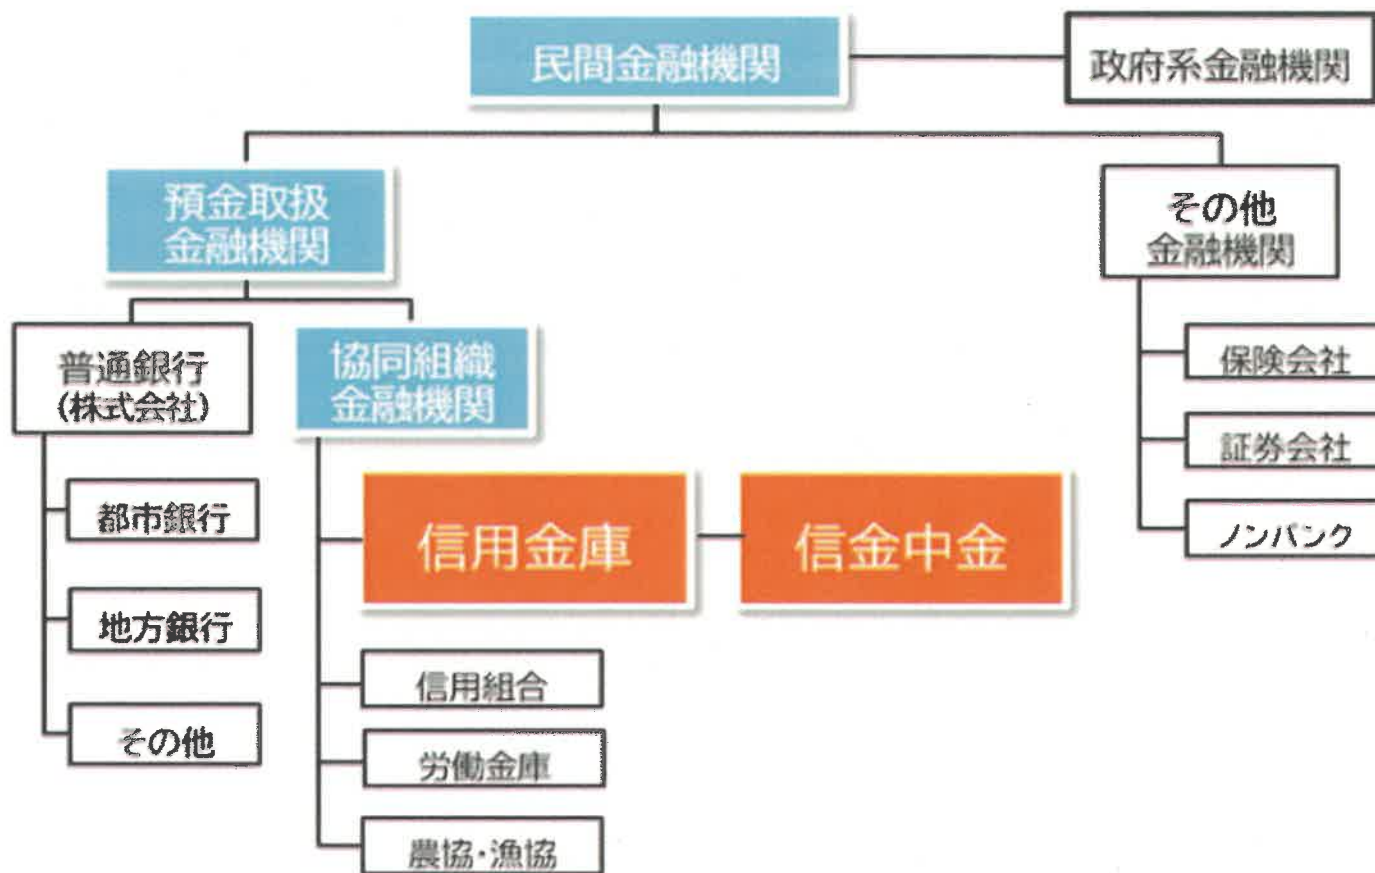 民間金融機関
政府系金融機関
預金取扱
金融機関
その他
金融機関
普通銀行
(株式会社)
協同組織
金融機関
保険会社
証券会社
ノンバンク
都市銀行
地方銀行
その他
信用金庫
信金中金
信用組合
労働金庫
農協・漁協